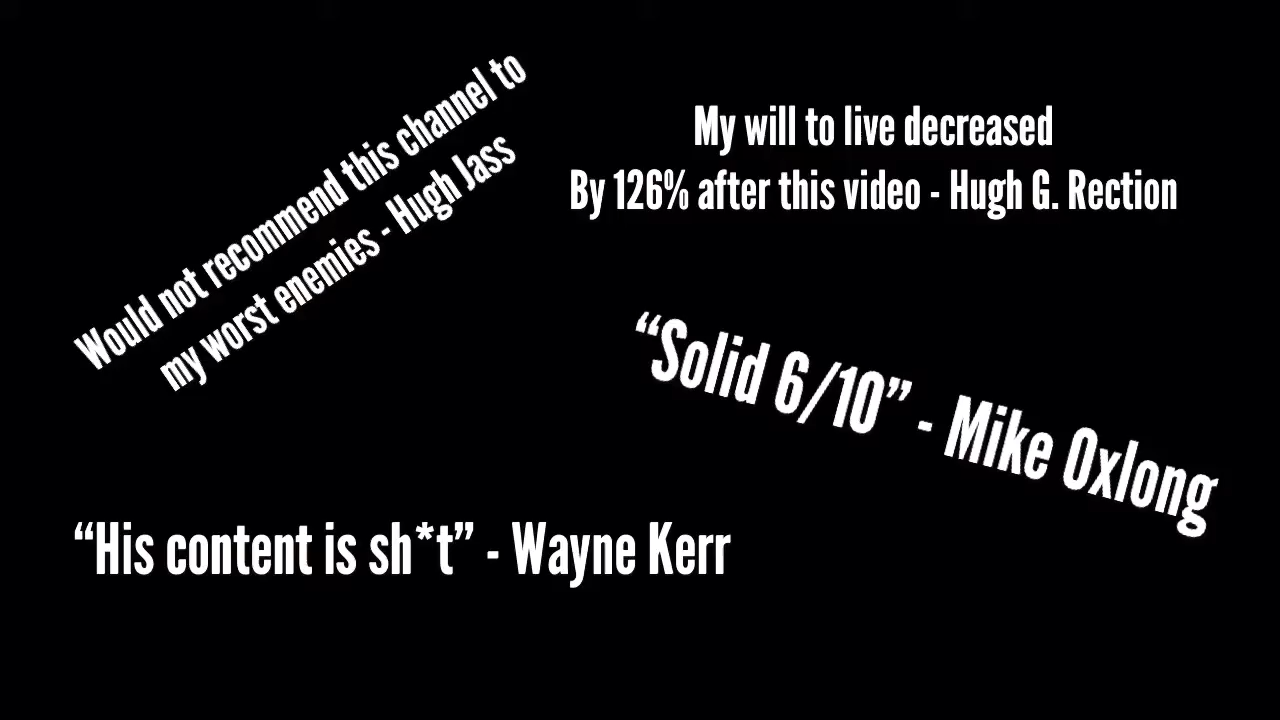 Would not recommend this channel to
my worst enemies - Hugh Jass
My will to live decreased
By 126% after this video - Hugh G. Rection
“Solid 6/10” - Mike Oxlong
“His content is sh*t” - Wayne Kerr